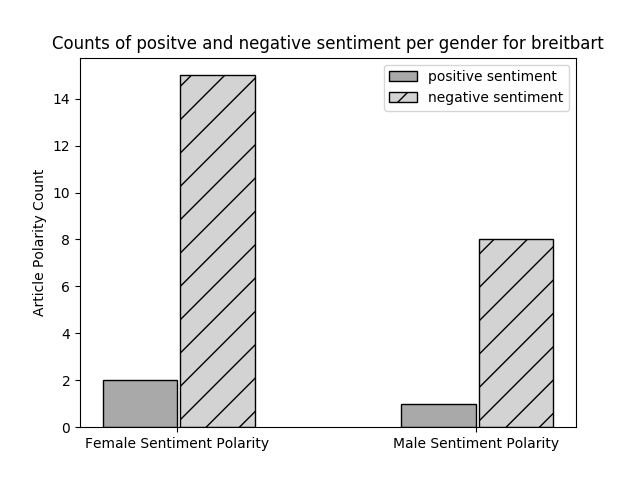 Counts of positve and negative sentiment per gender for breitbart
positive sentiment
negative sentiment
Article Polarity Count
14
12
10
8
6
4
2
0
Female Sentiment Polarity
Male Sentiment Polarity